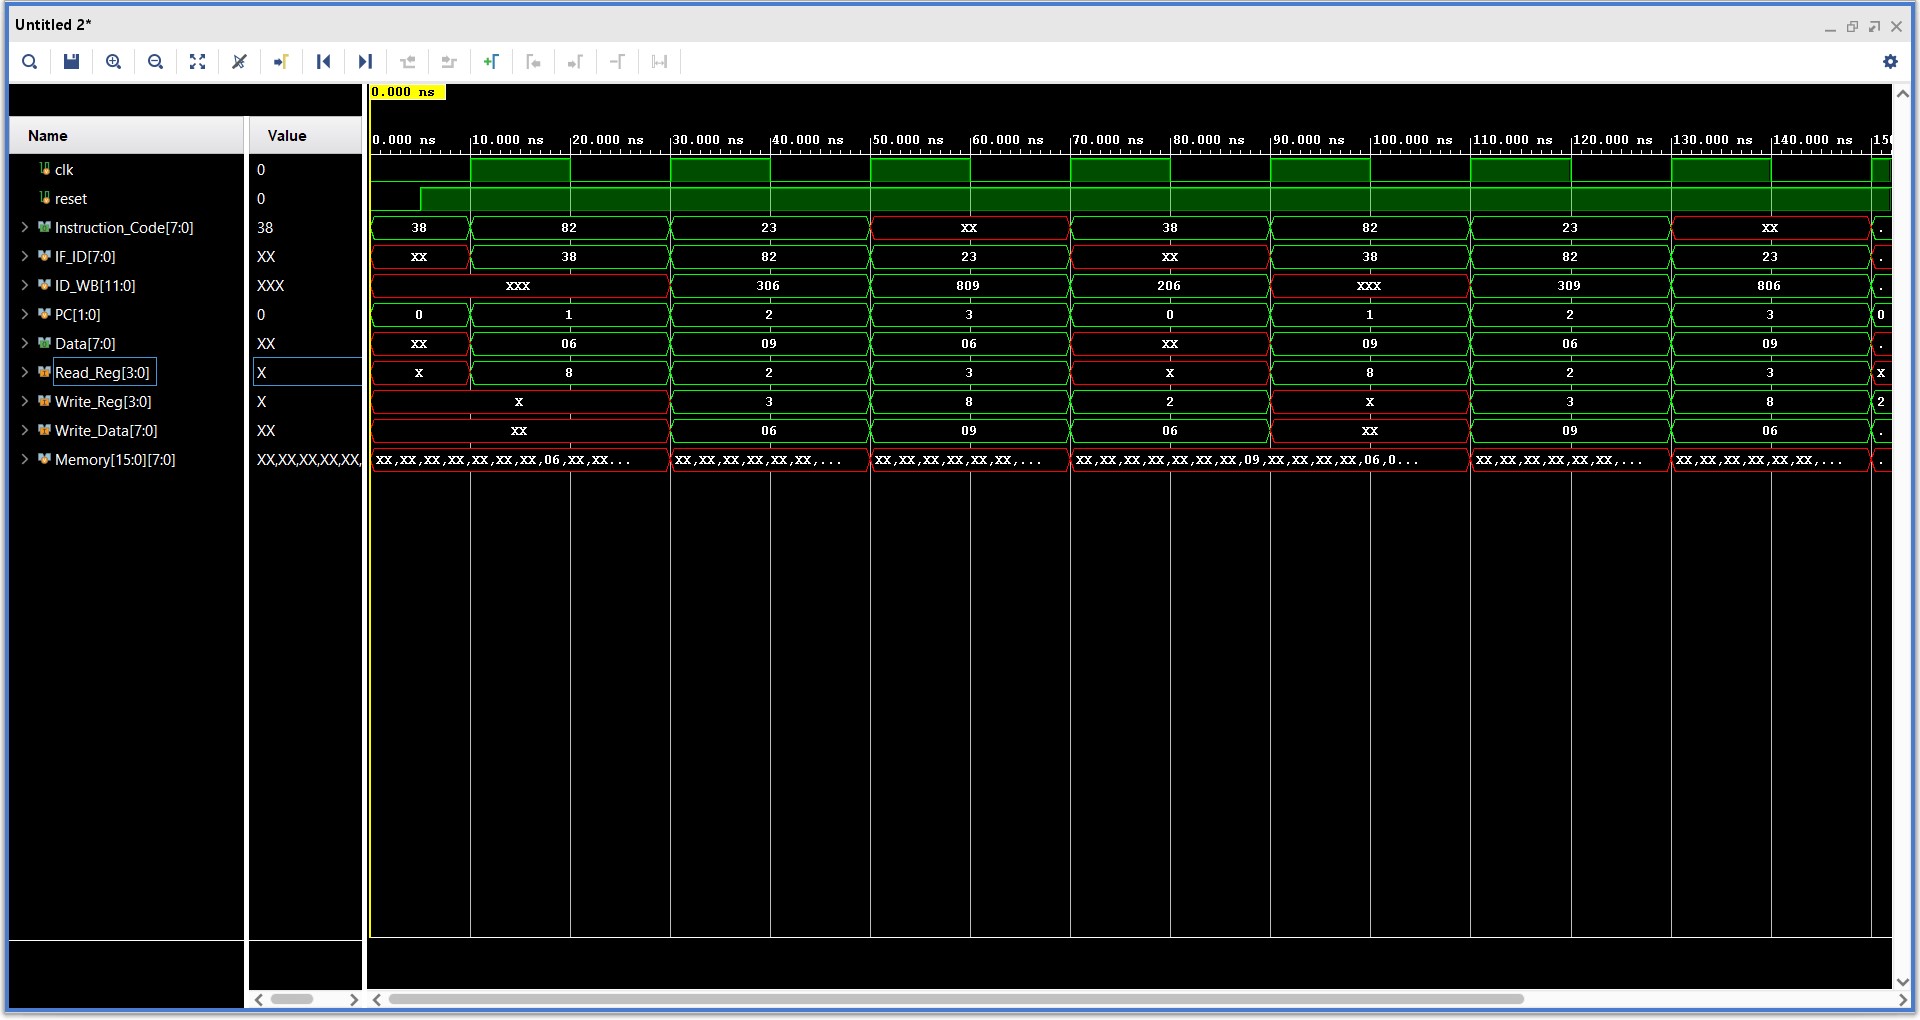 Untitled 2*
0.000 ns
Name Value
0.000 ns 10.000 ns 20.000 ns 30.000 ns 40.000 ns 50.000 ns 60.000 ns 70.000 ns 80.000 ns 90.000 ns 100.000 ns 110.000 ns 120.000 ns 130.000 ns 140.000 ns 150
clk 0
reset 0
Instruction_Code[7:0] 38 38 82 23 XX 38 82 23 XX .
IF_ID[7:0] XX XX 38 82 23 XX 38 82 23 .
ID_WB[11:0] XXX XXX 306 809 206 XXX 309 806 .
PC[1:0] 0 0 1 2 3 0 1 2 3 0
Data[7:0] XX XX 06 09 06 XX 09 06 09 .
Read_Reg[3:0] X X 8 2 3 X 8 2 3 X
Write_Reg[3:0] X X 3 8 2 X 3 8 2
Write_Data[7:0] XX XX 06 09 06 XX 09 06 .
Memory[15:0][7:0] XX,XX,XX,XX,XX, XX,XX,XX,XX,XX,XX,XX,06,XX,XX... XX,XX,XX,XX,XX,XX,... XX,XX,XX,XX,XX,XX,... XX,XX,XX,XX,XX,XX,XX,09,XX,XX,XX,XX,06,0... XX,XX,XX,XX,XX,XX,... XX,XX,XX,XX,XX,XX,... .